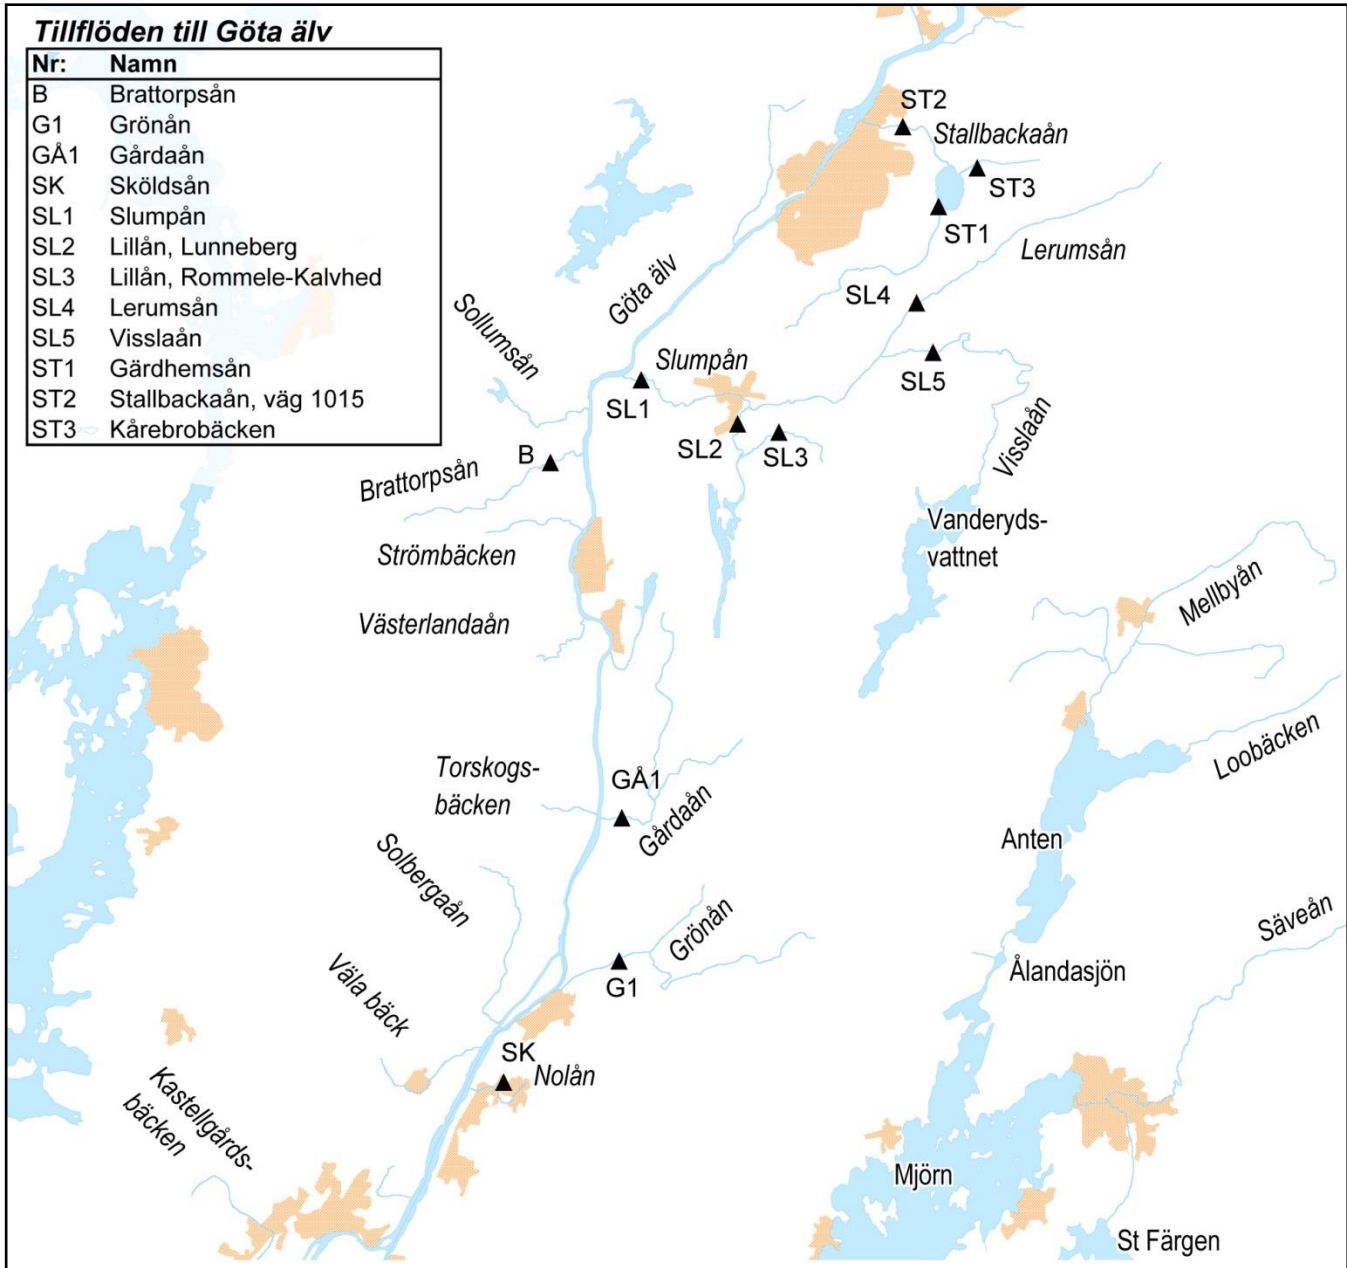 Tillflöden till Göta älv
Nr: Namn
B Brattorpsån
G1 Grönån
GÅ1 Gårdaån
SK Sköldsån
SL1 Slumpån
SL2 Lillån, Lunneberg
SL3 Lillån, Rommele-Kalvhed
SL4 Lerumsån
SL5 Visslaån
ST1 Gärdhemsån
ST2 Stallbackaån, väg 1015
ST3 Kårebrobäcken
ST2
Stallbackaån
ST3
ST1
Lerumsån
Göta älv
SL4
Sollumsån
Slumpån
SL5
SL1
SL2
SL3
Visslaån
B
Brattorpsån
Vanderyds-
vattnet
Strömbäcken
Mellbyån
Västerlandaån
Loobäcken
Torskogs-
bäcken
GÅ1
Gårdaån
Anten
Solbergaån
Grönån
Säveån
G1
Ålandasjön
Väla bäck
SK
Nolån
Kastellgårds-
bäcken
Mjörn
St Färgen